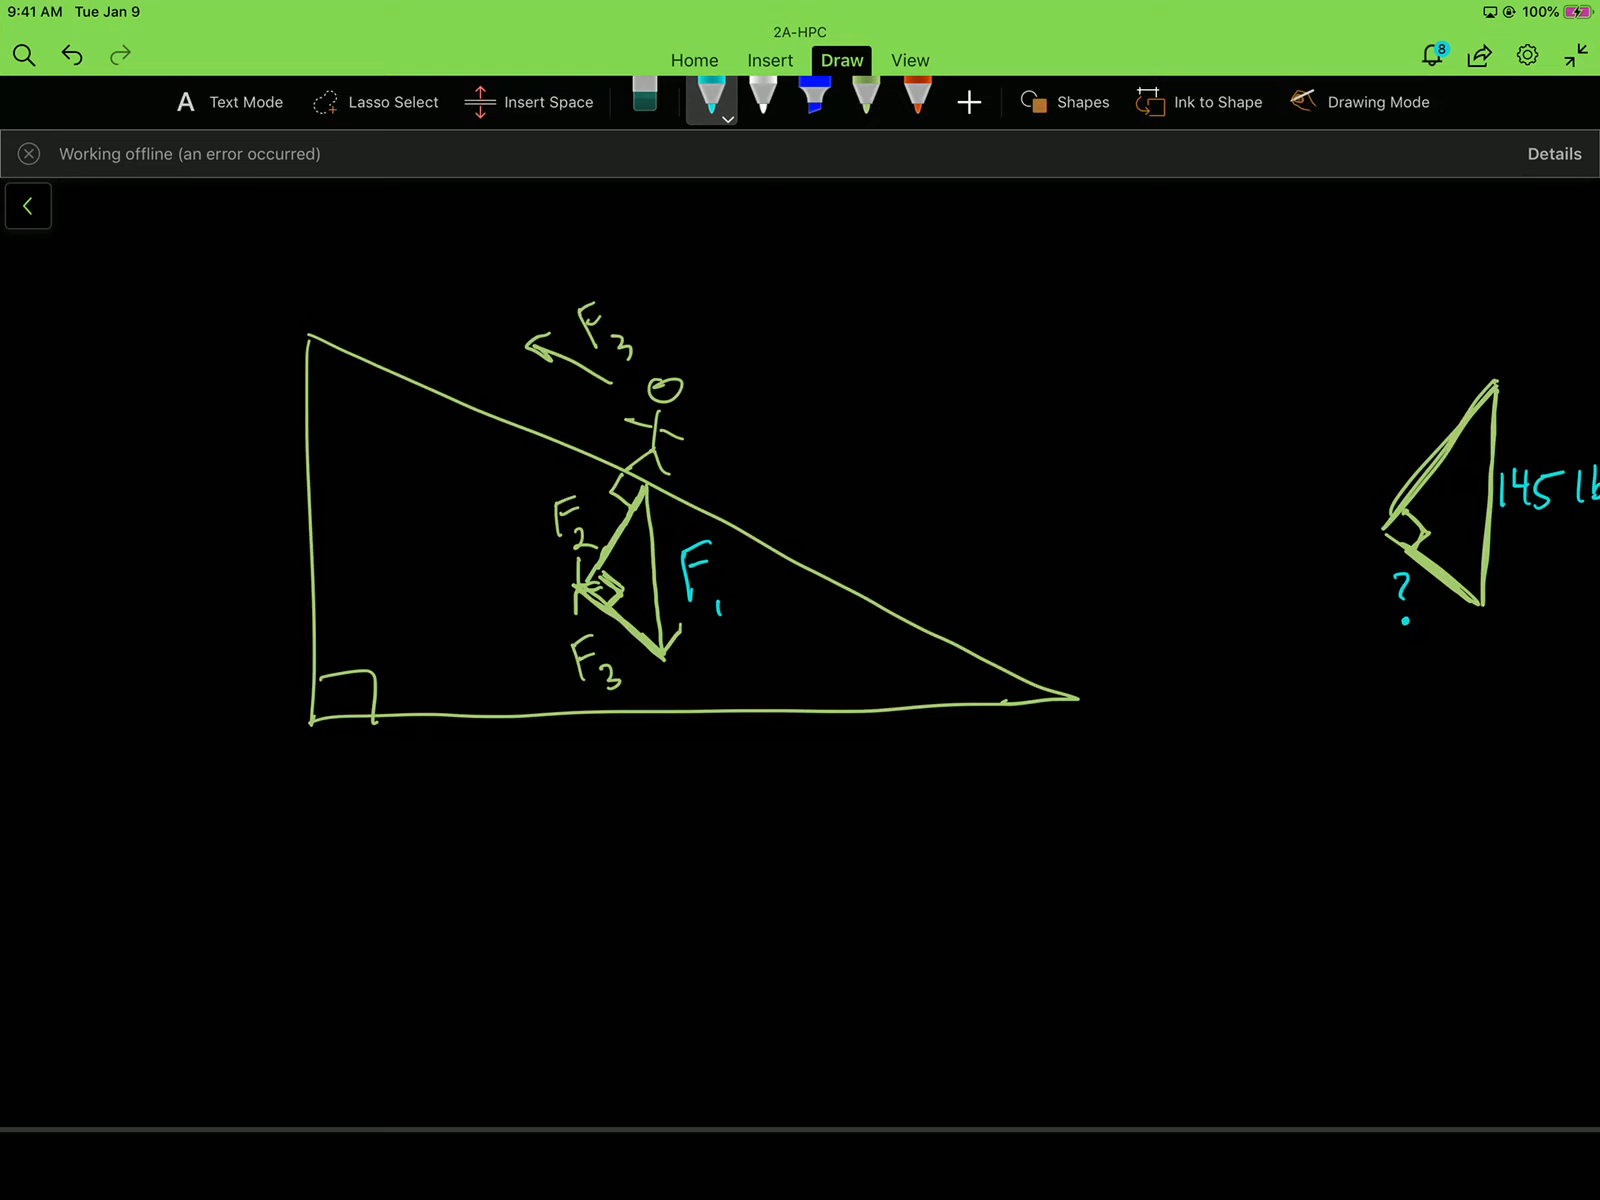 9:41 AM Tue Jan 9
100%
2A-HPC
Home Insert Draw View
8
Text Mode Lasso Select Insert Space Shapes Ink to Shape Drawing Mode
Working offline (an error occurred)
Details
F3
145 lb
F2
F1
?
F3